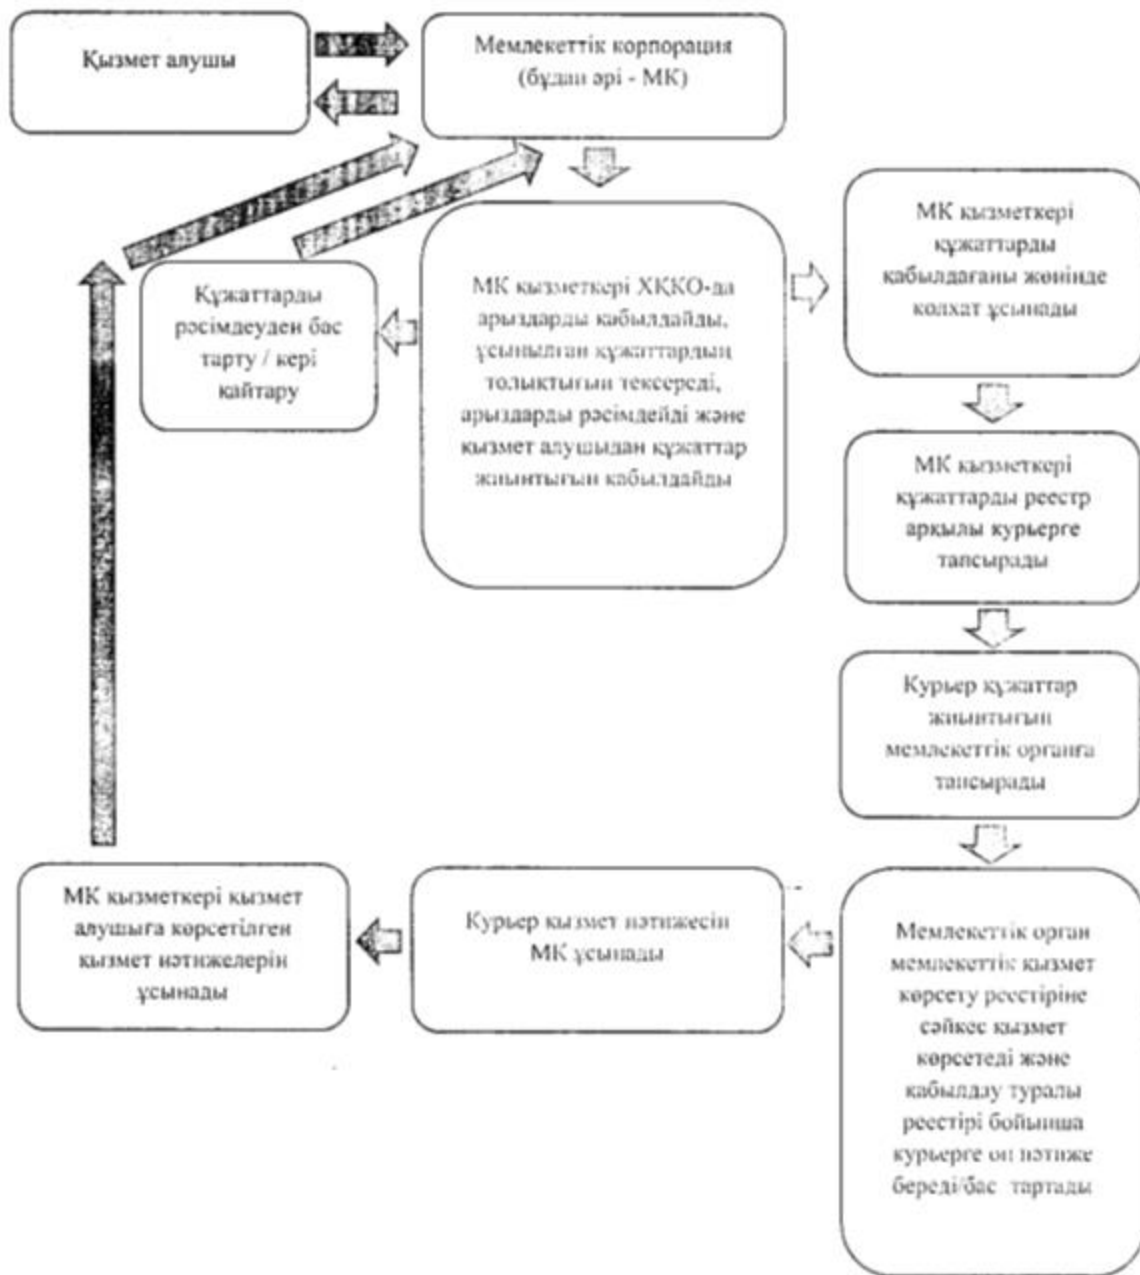 Қызмет алушы
Мемлекеттік корпорация
(бұдан әрі - МК)
МК қызметкері ХҚКО-да
арыздарды қабылдайды,
ұсынылған құжаттардың
толықтығын тексереді,
арыздарды рәсімдейді және
қызмет алушыдан құжаттар
жиынтығын қабылдайды
Құжаттарды
рәсімдеуден бас
тарту / кері
қайтару
МК қызметкері
құжаттарды
қабылдағаны жөнінде
қолхат ұсынады
МК қызметкері
құжаттарды реестр
арқылы курьерге
тапсырады
Курьер құжаттар
жиынтығын
мемлекеттік органға
тапсырады
Мемлекеттік орган
мемлекеттік қызмет
көрсету реестіріне
сәйкес қызмет
көрсетеді және
қабылдау туралы
реестірі бойынша
курьерге оң нәтиже
береді/бас тартады
Курьер қызмет нәтижесін
МК ұсынады
МК қызметкері қызмет
алушыға көрсетілген
қызмет нәтижелерін
ұсынады